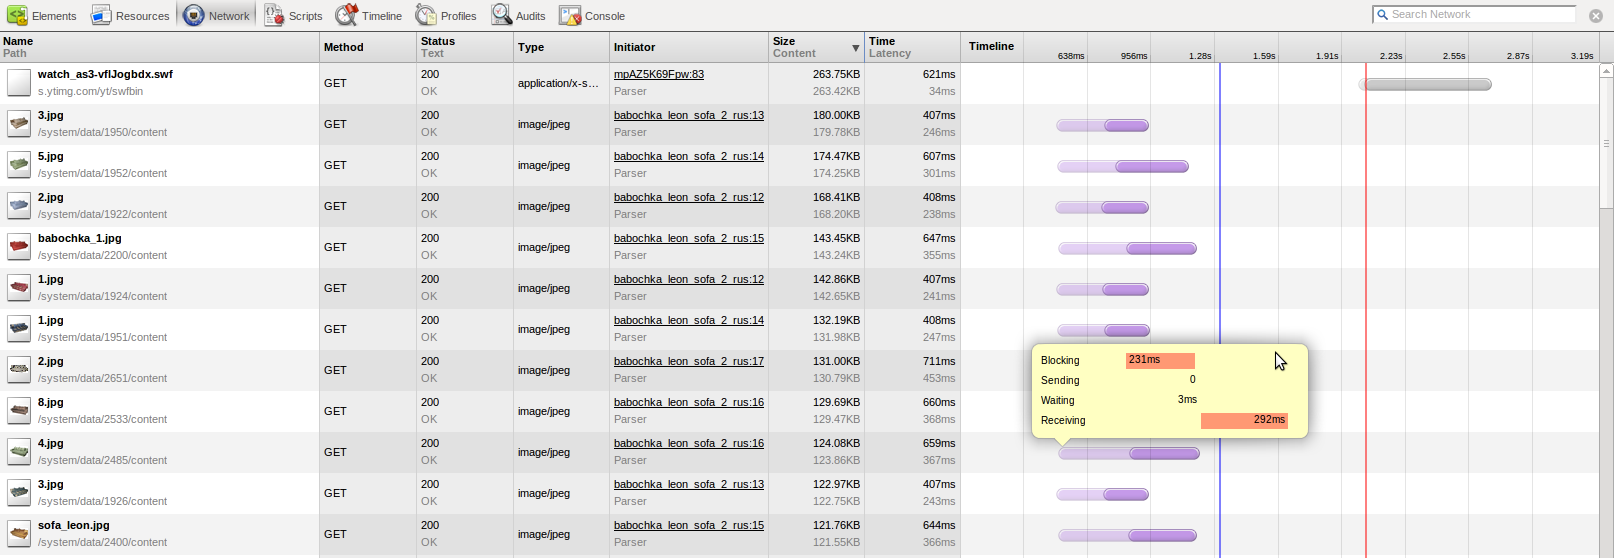 Elements Resources Network Scripts Timeline Profiles Audits Console Search Network
Name Method Status Type Initiator Size Time Timeline
Path Text Content Latency
638ms 956ms 1.28s 1.59s 1.91s 2.23s 2.55s 2.87s 3.19s
watch_as3-vflJogbdx.swf GET 200 application/x-s... mpAZ5K69Fpw:83 263.75KB 621ms
s.ytimg.com/yt/swfbin OK Parser 263.42KB 34ms
3.jpg GET 200 image/jpeg babochka_leon_sofa_2_rus:13 180.00KB 407ms
/system/data/1950/content OK Parser 179.78KB 246ms
5.jpg GET 200 image/jpeg babochka_leon_sofa_2_rus:14 174.47KB 607ms
/system/data/1952/content OK Parser 174.25KB 301ms
2.jpg GET 200 image/jpeg babochka_leon_sofa_2_rus:12 168.41KB 408ms
/system/data/1922/content OK Parser 168.20KB 238ms
babochka_1.jpg GET 200 image/jpeg babochka_leon_sofa_2_rus:15 143.45KB 647ms
/system/data/2200/content OK Parser 143.24KB 355ms
1.jpg GET 200 image/jpeg babochka_leon_sofa_2_rus:12 142.86KB 407ms
/system/data/1924/content OK Parser 142.65KB 241ms
1.jpg GET 200 image/jpeg babochka_leon_sofa_2_rus:14 132.19KB 408ms
/system/data/1951/content OK Parser 131.98KB 247ms
2.jpg GET 200 image/jpeg babochka_leon_sofa_2_rus:17 131.00KB 711ms
/system/data/2651/content OK Parser 130.79KB 453ms
8.jpg GET 200 image/jpeg babochka_leon_sofa_2_rus:16 129.69KB 660ms
/system/data/2533/content OK Parser 129.47KB 368ms
4.jpg GET 200 image/jpeg babochka_leon_sofa_2_rus:16 124.08KB 659ms
/system/data/2485/content OK Parser 123.86KB 367ms
3.jpg GET 200 image/jpeg babochka_leon_sofa_2_rus:13 122.97KB 407ms
/system/data/1926/content OK Parser 122.75KB 243ms
sofa_leon.jpg GET 200 image/jpeg babochka_leon_sofa_2_rus:15 121.76KB 644ms
/system/data/2400/content OK Parser 121.55KB 366ms
Blocking 231ms
Sending 0
Waiting 3ms
Receiving 292ms